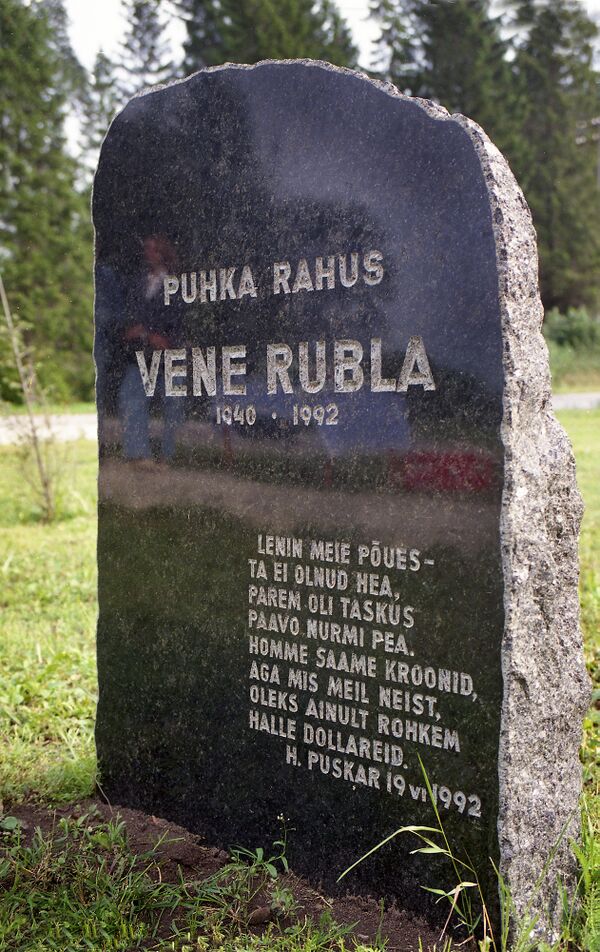 PUHKA RAHUS
VENE RUBLA
1940 · 1992
LENIN MEIE PÕUES–
TA EI OLNUD HEA,
PAREM OLI TASKUS
PAAVO NURMI PEA.
HOMME SAAME KROONID,
AGA MIS MEIL NEIST,
OLEKS AINULT ROHKEM
HALLE DOLLAREID.
H. PUSKAR 19 VI 1992